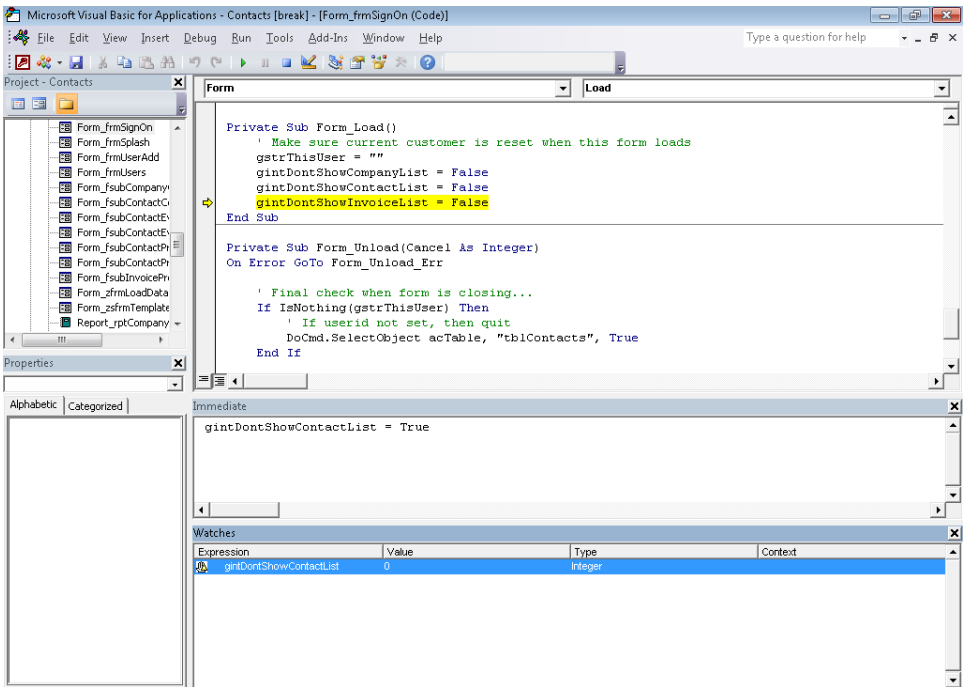 Microsoft Visual Basic for Applications - Contacts [break] - [Form_frmSignOn (Code)]
File Edit View Insert Debug Run Tools Add-Ins Window Help
Type a question for help
Project - Contacts
Form_frmSignOn
Form_frmSplash
Form_frmUserAdd
Form_frmUsers
Form_fsubCompany
Form_fsubContactC
Form_fsubContactE
Form_fsubContactE
Form_fsubContactPr
Form_fsubContactPr
Form_fsubInvoicePr
Form_zfrmLoadData
Form_zsfrmTemplate
Report_rptCompany
Properties
Alphabetic Categorized
Form Load
Private Sub Form_Load()
' Make sure current customer is reset when this form loads
gstrThisUser = ""
gintDontShowCompanyList = False
gintDontShowContactList = False
gintDontShowInvoiceList = False
End Sub
Private Sub Form_Unload(Cancel As Integer)
On Error GoTo Form_Unload_Err
' Final check when form is closing...
If IsNothing(gstrThisUser) Then
' If userid not set, then quit
DoCmd.SelectObject acTable, "tblContacts", True
End If
Immediate
gintDontShowContactList = True
Watches
Expression Value Type Context
gintDontShowContactList 0 Integer